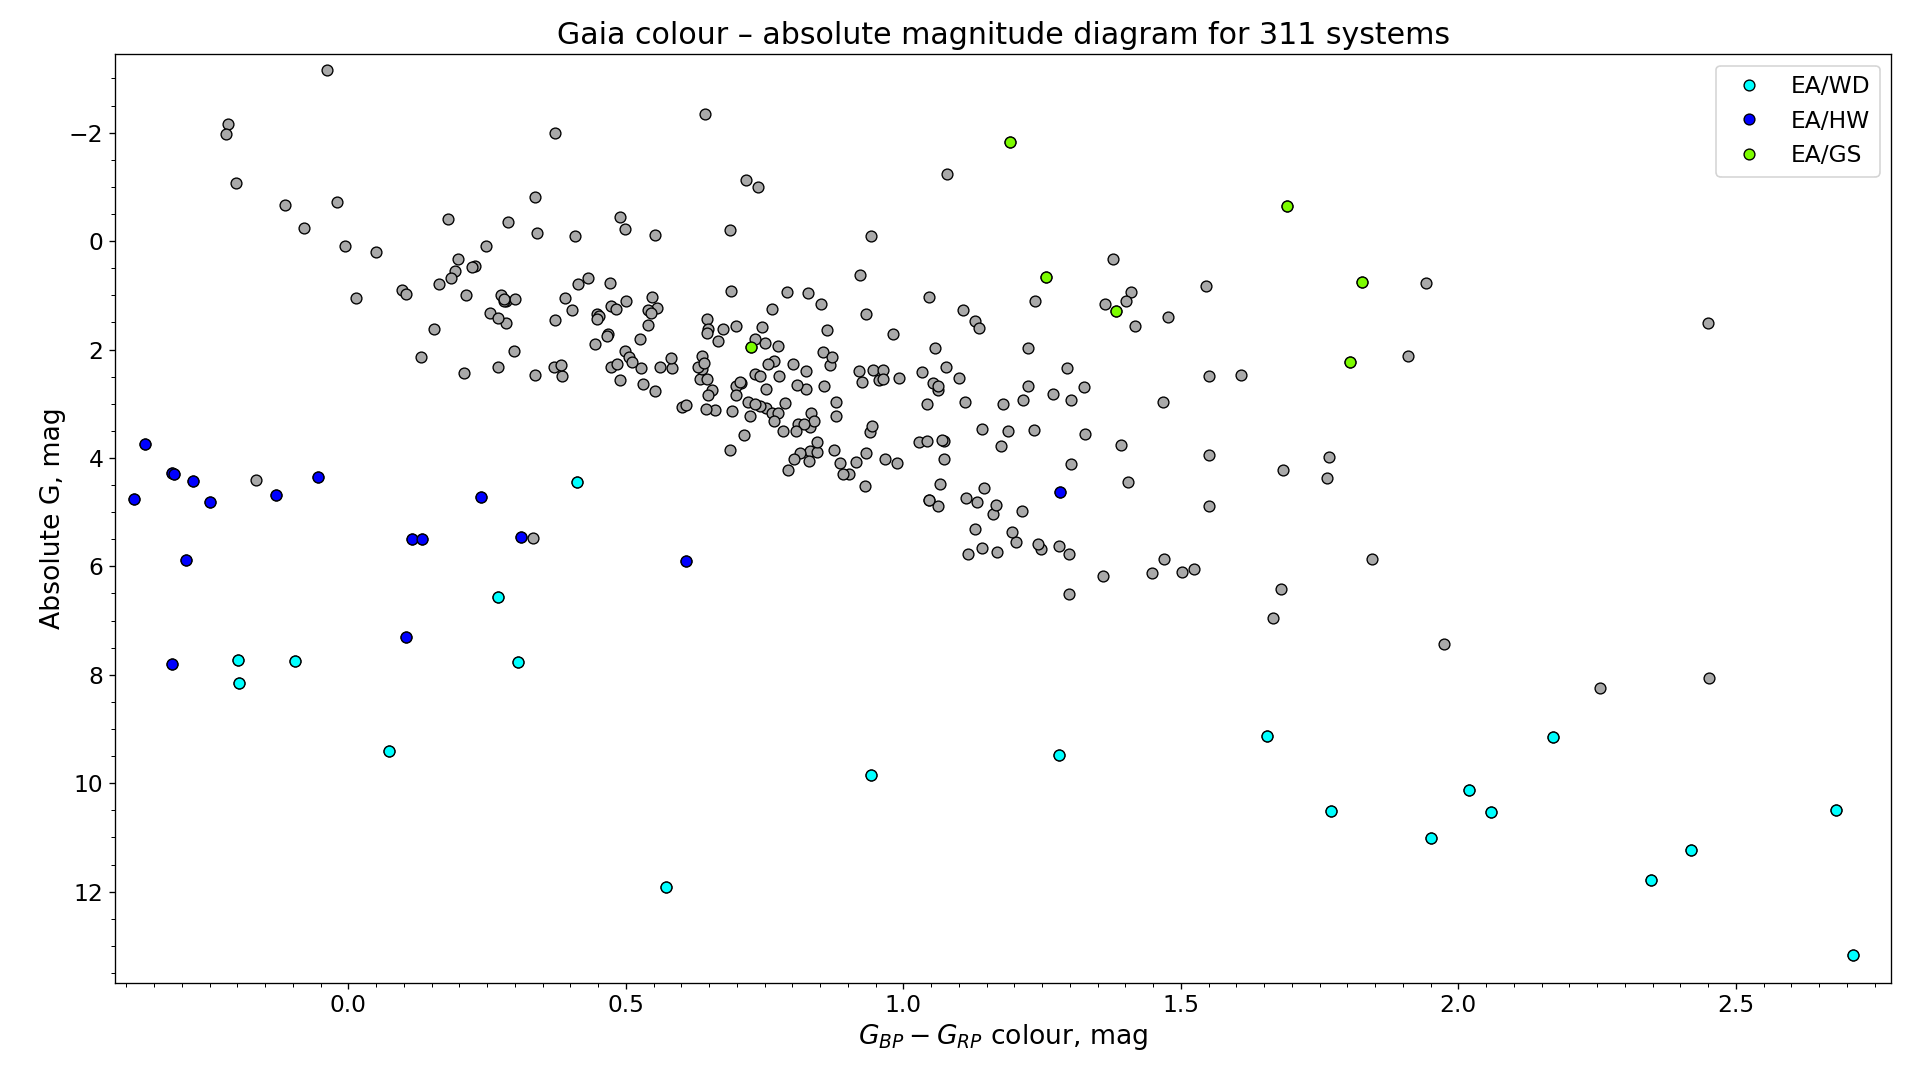 Gaia colour – absolute magnitude diagram for 311 systems
EA/WD
EA/HW
EA/GS
Absolute G, mag
−2
0
2
4
6
8
10
12
0.0 0.5 1.0 1.5 2.0 2.5
G_BP − G_RP colour, mag